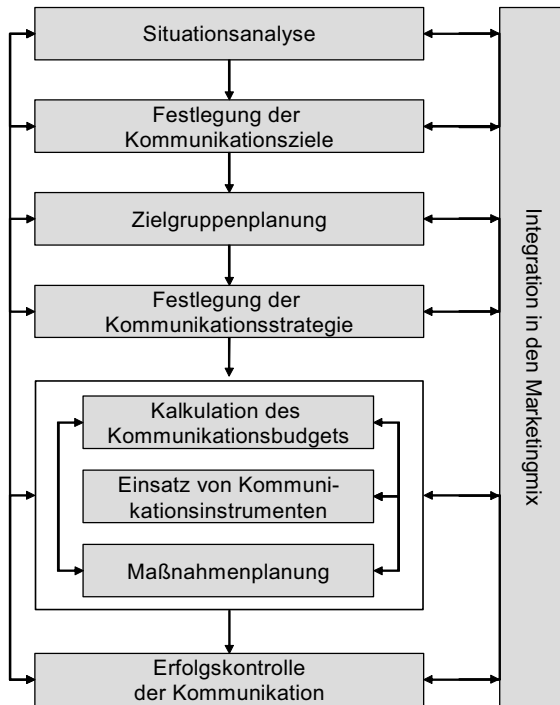 Situationsanalyse
Festlegung der
Kommunikationsziele
Zielgruppenplanung
Festlegung der
Kommunikationsstrategie
Kalkulation des
Kommunikationsbudgets
Einsatz von Kommuni-
kationsinstrumenten
Maßnahmenplanung
Erfolgskontrolle
der Kommunikation
Integration in den Marketingmix